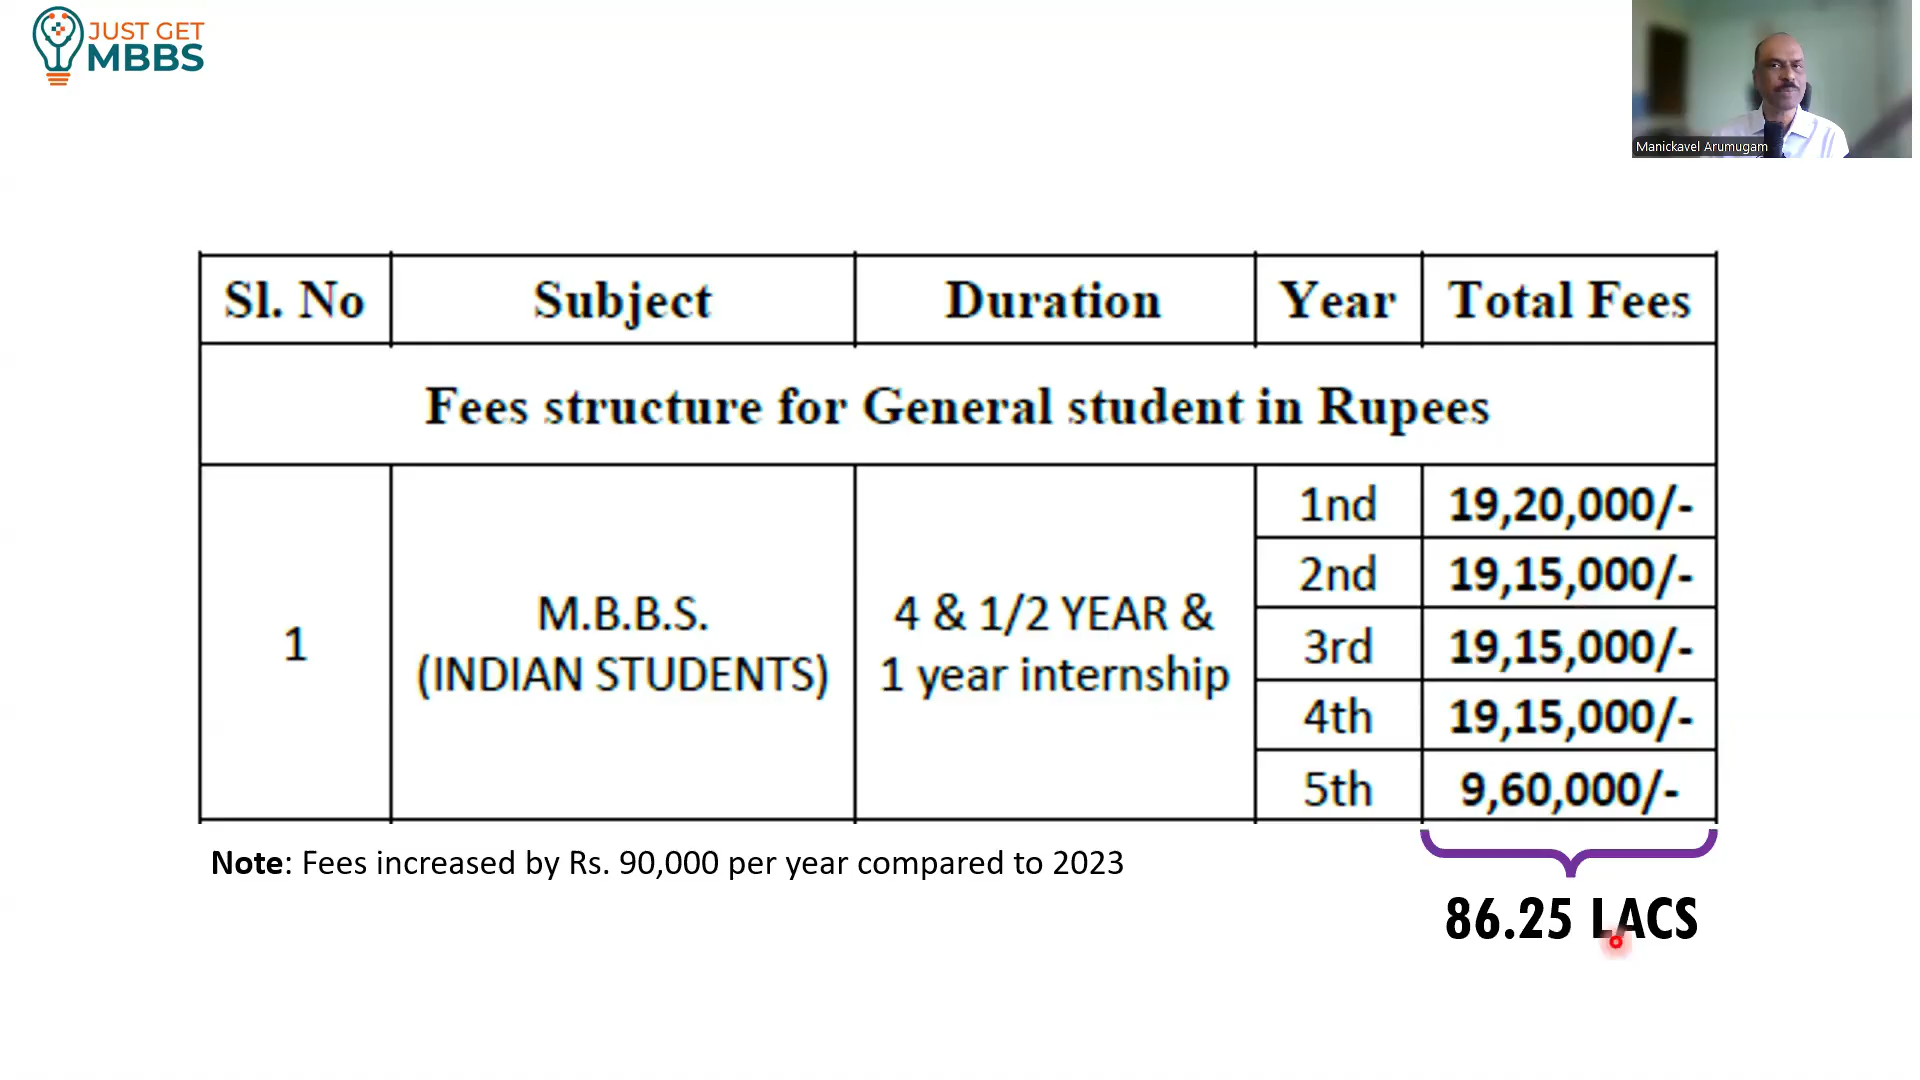 JUST GET
MBBS
Manickavel Arumugam
Sl. No Subject Duration Year Total Fees
Fees structure for General student in Rupees
1 M.B.B.S. (INDIAN STUDENTS) 4 & 1/2 YEAR & 1 year internship
1nd 19,20,000/-
2nd 19,15,000/-
3rd 19,15,000/-
4th 19,15,000/-
5th 9,60,000/-
Note: Fees increased by Rs. 90,000 per year compared to 2023
86.25 LACS